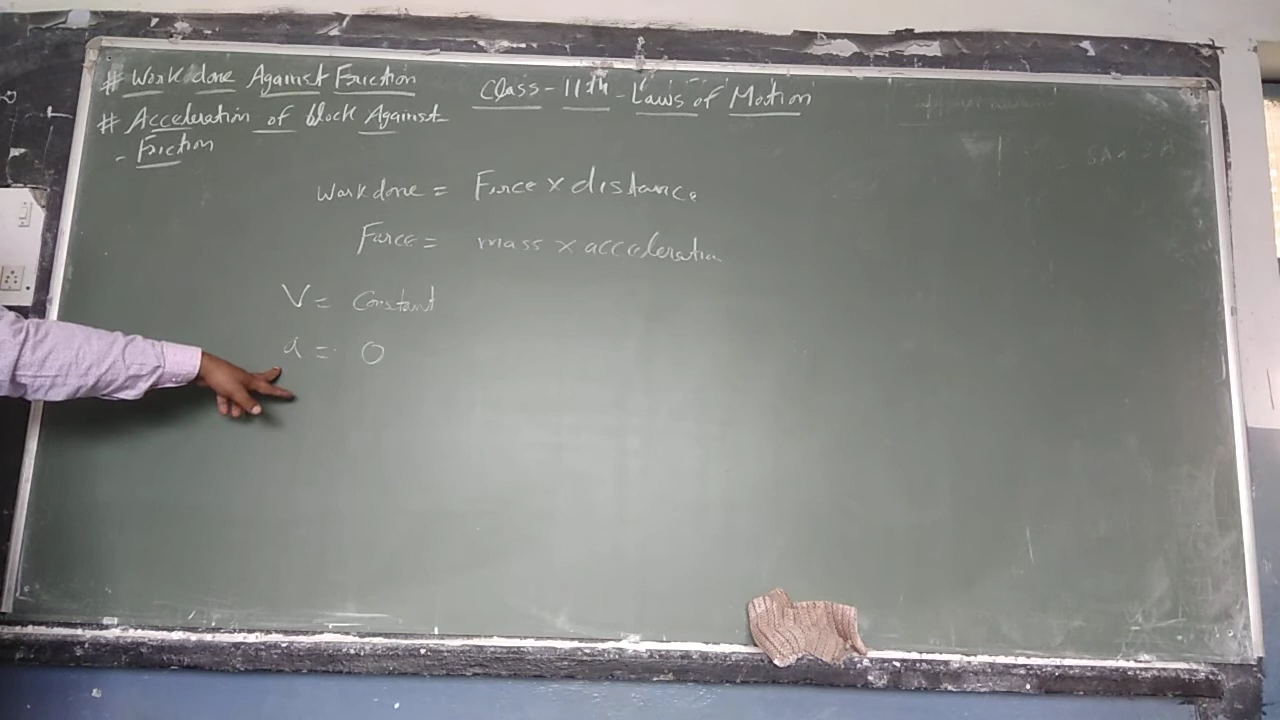 # Work done Against Friction
Class - 11th - Laws of Motion
# Acceleration of block Against
- Friction
Work done = Force × distance
Force = mass × acceleration
V = Constant
a = 0